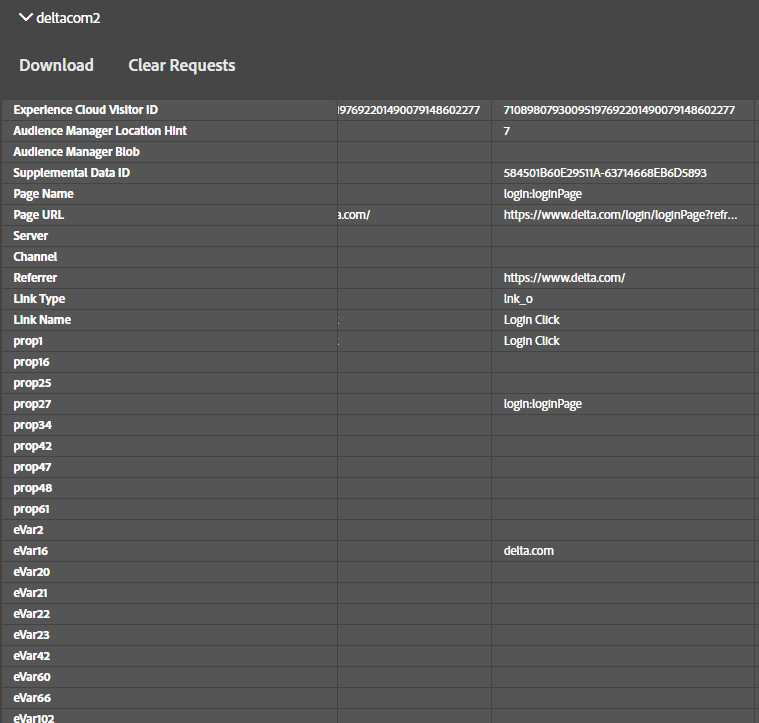 deltacom2
Download Clear Requests
Experience Cloud Visitor ID 19769220149007914860227​7 71089807930095197692201490079148602277
Audience Manager Location Hint 7
Audience Manager Blob
Supplemental Data ID 584501B60E29511A-63714668EB6D5893
Page Name login:loginPage
Page URL a.com/ https://www.delta.com/login/loginPage?refr...
Server
Channel
Referrer https://www.delta.com/
Link Type lnk_o
Link Name Login Click
prop1 Login Click
prop16
prop25
prop27 login:loginPage
prop34
prop42
prop47
prop48
prop61
eVar2
eVar16 delta.com
eVar20
eVar21
eVar22
eVar23
eVar42
eVar60
eVar66
eVar102